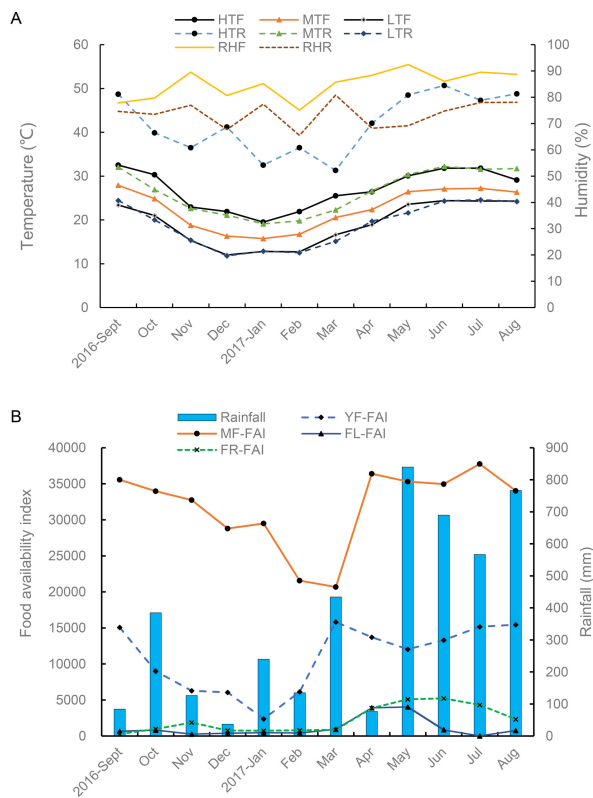 A
HTF MTF LTF
HTR MTR LTR
RHF RHR
60 100
50 90
40 80
30 70
20 60
10 50
0 40
30
20
10
0
Temperature (℃)
Humidity (%)
2016-Sept Oct Nov Dec 2017-Jan Feb Mar Apr May Jun Jul Aug
B
Rainfall YF-FAI
MF-FAI FL-FAI
FR-FAI
40000 900
35000 800
30000 700
25000 600
20000 500
15000 400
10000 300
5000 200
0 100
0
Food availability index
Rainfall (mm)
2016-Sept Oct Nov Dec 2017-Jan Feb Mar Apr May Jun Jul Aug